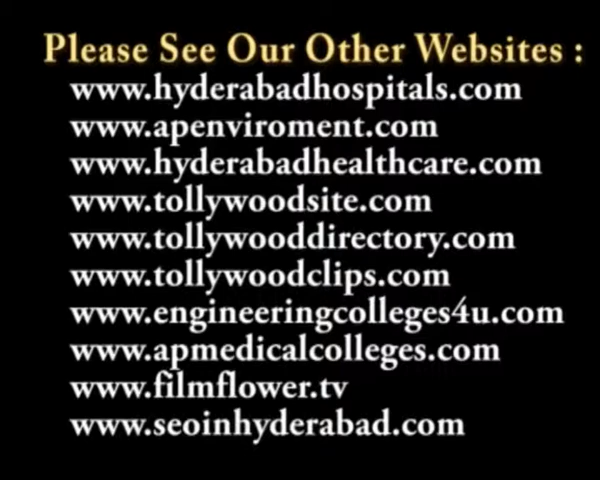 Please See Our Other Websites :
www.hyderabadhospitals.com
www.apenviroment.com
www.hyderabadhealthcare.com
www.tollywoodsite.com
www.tollywooddirectory.com
www.tollywoodclips.com
www.engineeringcolleges4u.com
www.apmedicalcolleges.com
www.filmflower.tv
www.seoinhyderabad.com